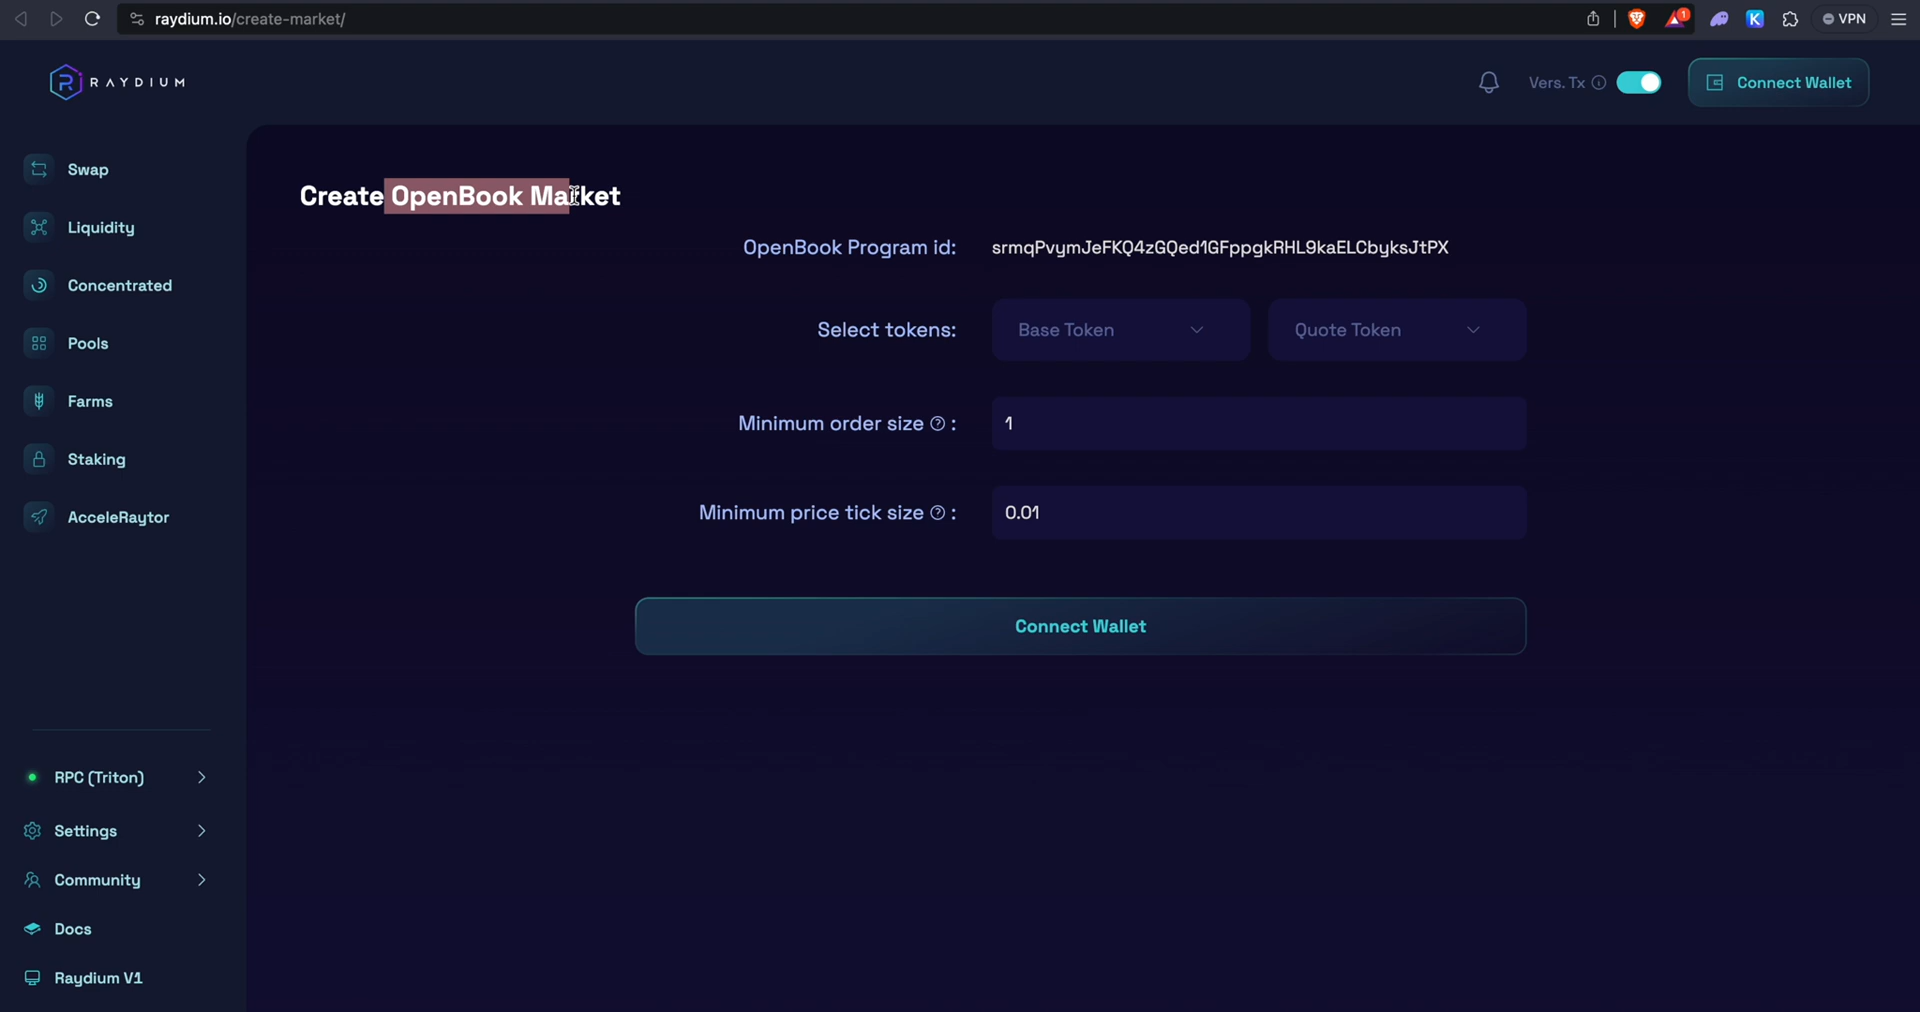 raydium.io/create-market/
1
K
VPN
RAYDIUM
Vers. Tx
Connect Wallet
Swap
Liquidity
Concentrated
Pools
Farms
Staking
AcceleRaytor
RPC (Triton)
Settings
Community
Docs
Raydium V1
Create OpenBook Market
OpenBook Program id: srmqPvymJeFKQ4zGQed1GFppgkRHL9kaELCbyksJtPX
Select tokens: Base Token Quote Token
Minimum order size ? : 1
Minimum price tick size ? : 0.01
Connect Wallet